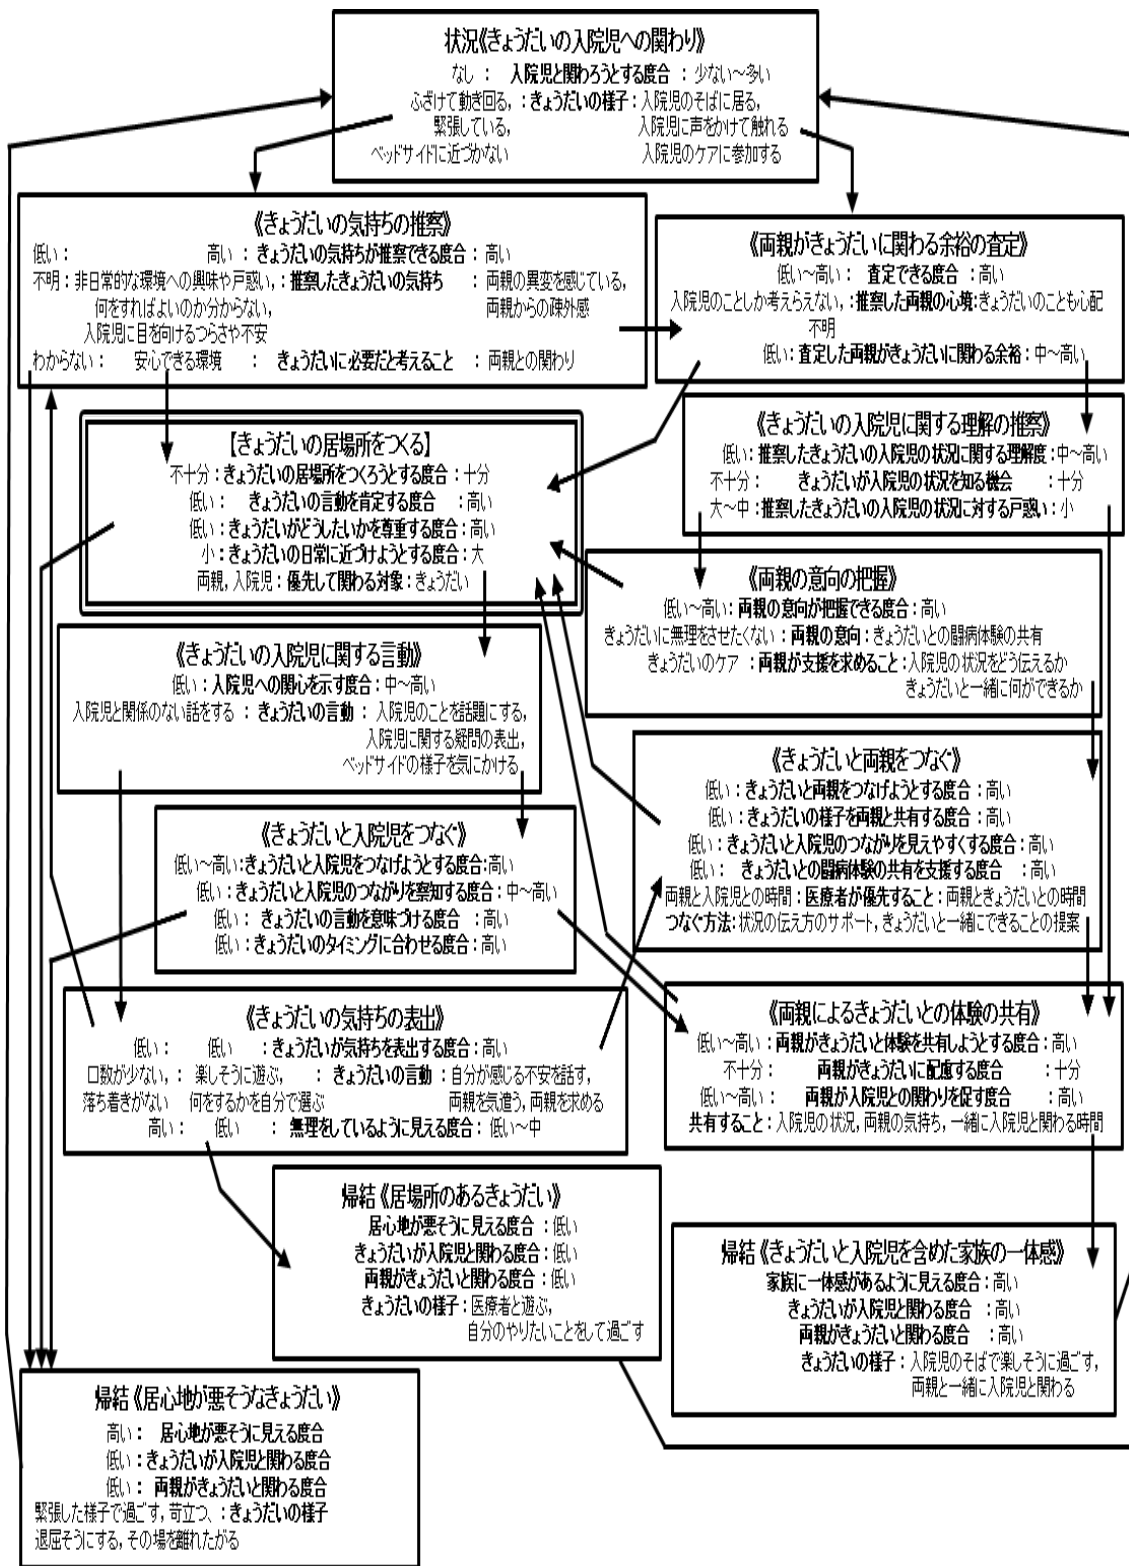 状況《きょうだいの入院児への関わり》
なし : 入院児と関わろうとする度合 : 少ない～多い
ふざけて動き回る, : きょうだいの様子 : 入院児のそばに居る,
緊張している, 入院児に声をかけて触れる
ベッドサイドに近づかない 入院児のケアに参加する
《きょうだいの気持ちの推察》
低い : 高い : きょうだいの気持ちが推察できる度合 : 高い
不明 : 非日常的な環境への興味や戸惑い, : 推察したきょうだいの気持ち : 両親の異変を感じている,
何をすればよいのか分からない, 両親からの疎外感
入院児に目を向けるつらさや不安
わからない : 安心できる環境 : きょうだいに必要だと考えること : 両親との関わり
《両親がきょうだいに関わる余裕の査定》
低い～高い : 査定できる度合 : 高い
入院児のことしか考えらえない, : 推察した両親の心境 : きょうだいのことも心配
不明
低い : 査定した両親がきょうだいに関わる余裕 : 中～高い
【きょうだいの居場所をつくる】
不十分 : きょうだいの居場所をつくろうとする度合 : 十分
低い : きょうだいの言動を肯定する度合 : 高い
低い : きょうだいがどうしたいかを尊重する度合 : 高い
小 : きょうだいの日常に近づけようとする度合 : 大
両親, 入院児 : 優先して関わる対象 : きょうだい
《きょうだいの入院児に関する理解の推察》
低い : 推察したきょうだいの入院児の状況に関する理解度 : 中～高い
不十分 : きょうだいが入院児の状況を知る機会 : 十分
大～中 : 推察したきょうだいの入院児の状況に対する戸惑い : 小
《両親の意向の把握》
低い～高い : 両親の意向が把握できる度合 : 高い
きょうだいに無理をさせたくない : 両親の意向 : きょうだいとの闘病体験の共有
きょうだいのケア : 両親が支援を求めること : 入院児の状況をどう伝えるか
きょうだいと一緒に何ができるか
《きょうだいの入院児に関する言動》
低い : 入院児への関心を示す度合 : 中～高い
入院児と関係のない話をする : きょうだいの言動 : 入院児のことを話題にする,
入院児に関する疑問の表出,
ベッドサイドの様子を気にかける
《きょうだいと両親をつなぐ》
低い : きょうだいと両親をつなげようとする度合 : 高い
低い : きょうだいの様子を両親と共有する度合 : 高い
低い : きょうだいと入院児のつながりを見えやすくする度合 : 高い
低い : きょうだいとの闘病体験の共有を支援する度合 : 高い
両親と入院児との時間 : 医療者が優先すること : 両親ときょうだいとの時間
つなぐ方法 : 状況の伝え方のサポート, きょうだいと一緒にできることの提案
《きょうだいと入院児をつなぐ》
低い～高い : きょうだいと入院児をつなげようとする度合 : 高い
低い : きょうだいと入院児のつながりを察知する度合 : 中～高い
低い : きょうだいの言動を意味づける度合 : 高い
低い : きょうだいのタイミングに合わせる度合 : 高い
《きょうだいの気持ちの表出》
低い : 低い : きょうだいが気持ちを表出する度合 : 高い
口数が少ない, : 楽しそうに遊ぶ, : きょうだいの言動 : 自分が感じる不安を話す,
落ち着きがない 何をするかを自分で選ぶ 両親を気遣う, 両親を求める
高い : 低い : 無理をしているように見える度合 : 低い～中
《両親によるきょうだいとの体験の共有》
低い～高い : 両親がきょうだいと体験を共有しようとする度合 : 高い
不十分 : 両親がきょうだいに配慮する度合 : 十分
低い～高い : 両親が入院児との関わりを促す度合 : 高い
共有すること : 入院児の状況, 両親の気持ち, 一緒に入院児と関わる時間
帰結《居場所のあるきょうだい》
居心地が悪そうに見える度合 : 低い
きょうだいが入院児と関わる度合 : 低い
両親がきょうだいと関わる度合 : 低い
きょうだいの様子 : 医療者と遊ぶ,
自分のやりたいことをして過ごす
帰結《きょうだいと入院児を含めた家族の一体感》
家族に一体感があるように見える度合 : 高い
きょうだいが入院児と関わる度合 : 高い
両親がきょうだいと関わる度合 : 高い
きょうだいの様子 : 入院児のそばで楽しそうに過ごす,
両親と一緒に入院児と関わる
帰結《居心地が悪そうなきょうだい》
高い : 居心地が悪そうに見える度合
低い : きょうだいが入院児と関わる度合
低い : 両親がきょうだいと関わる度合
緊張した様子で過ごす, 苛立つ、 : きょうだいの様子
退屈そうにする, その場を離れたがる